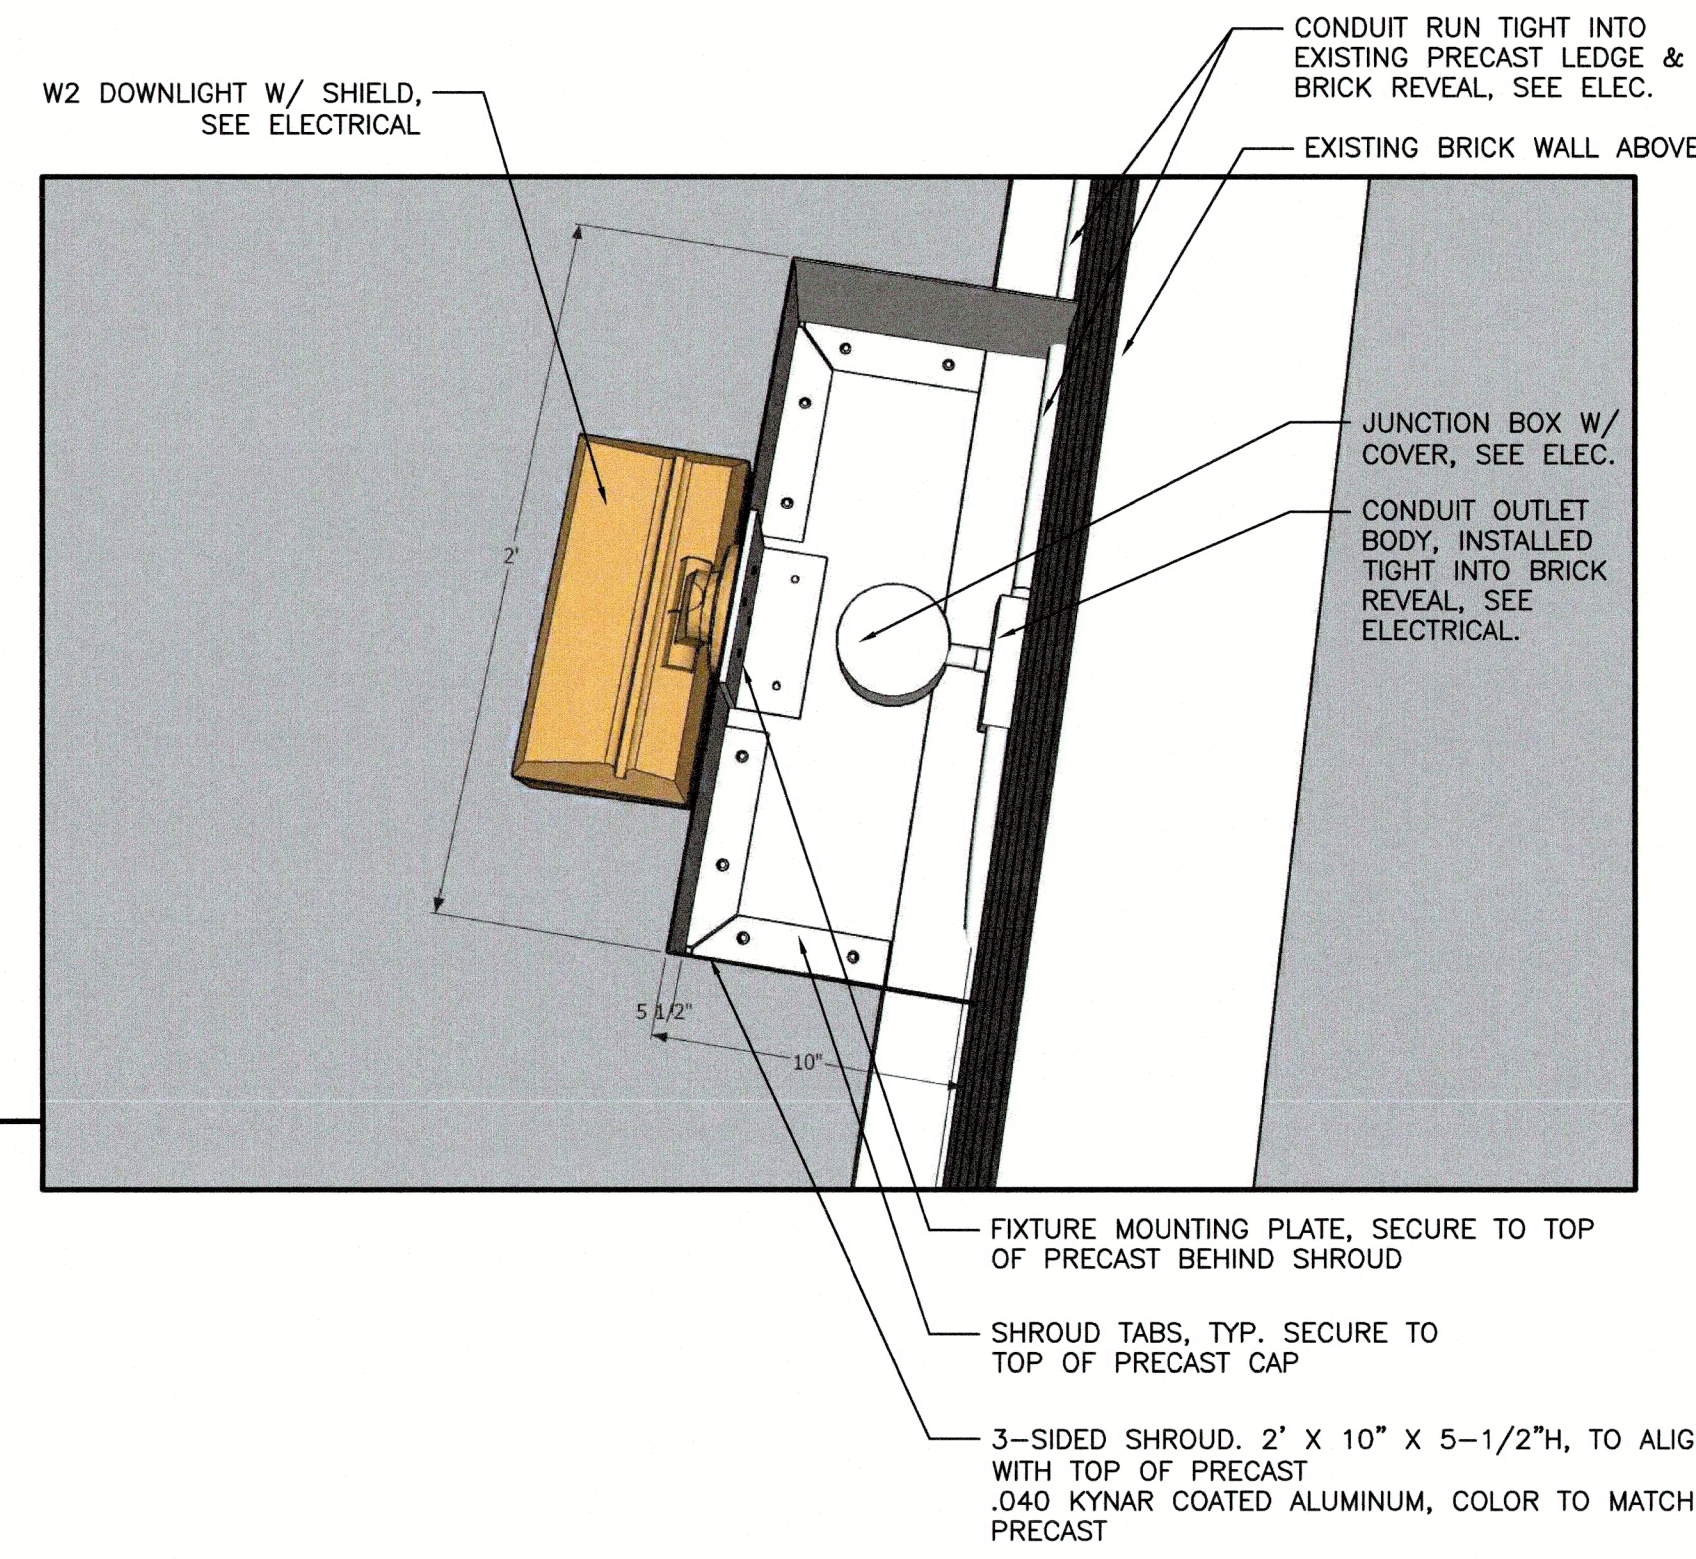 CONDUIT RUN TIGHT INTO
EXISTING PRECAST LEDGE &
BRICK REVEAL, SEE ELEC.
W2 DOWNLIGHT W/ SHIELD,
SEE ELECTRICAL
EXISTING BRICK WALL ABOVE
JUNCTION BOX W/
COVER, SEE ELEC.
CONDUIT OUTLET
BODY, INSTALLED
TIGHT INTO BRICK
REVEAL, SEE
ELECTRICAL.
2'
5 1/2"
10"
FIXTURE MOUNTING PLATE, SECURE TO TOP
OF PRECAST BEHIND SHROUD
SHROUD TABS, TYP. SECURE TO
TOP OF PRECAST CAP
3-SIDED SHROUD. 2' X 10" X 5-1/2"H, TO ALIG
WITH TOP OF PRECAST
.040 KYNAR COATED ALUMINUM, COLOR TO MATCH
PRECAST